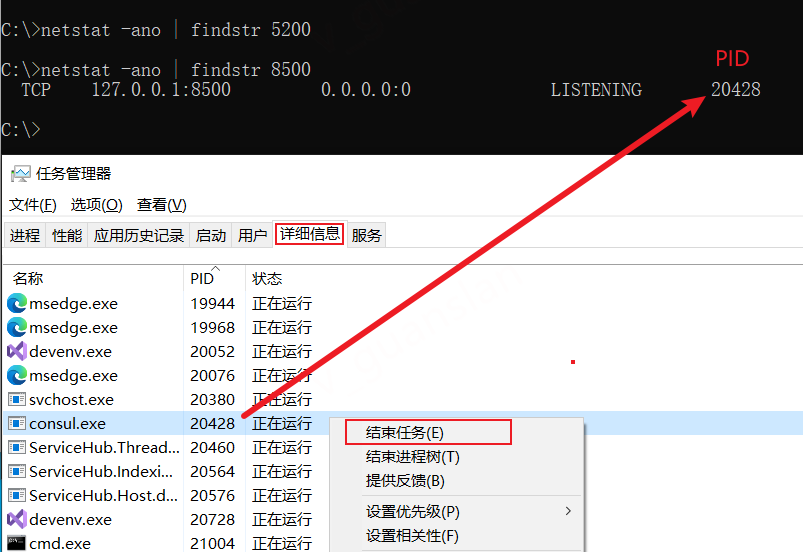 C:\>netstat -ano | findstr 5200
C:\>netstat -ano | findstr 8500
PID
TCP 127.0.0.1:8500 0.0.0.0:0 LISTENING 20428
C:\>
任务管理器
文件(F) 选项(O) 查看(V)
进程 性能 应用历史记录 启动 用户 详细信息 服务
名称 PID 状态
msedge.exe 19944 正在运行
msedge.exe 19968 正在运行
devenv.exe 20052 正在运行
msedge.exe 20076 正在运行
svchost.exe 20380 正在运行
consul.exe 20428 正在运行
ServiceHub.Thread... 20460 正在运行
ServiceHub.Indexi... 20564 正在运行
ServiceHub.Host.d... 20576 正在运行
devenv.exe 20728 正在运行
cmd.exe 21004 正在运行
结束任务(E)
结束进程树(T)
提供反馈(B)
设置优先级(P)
设置相关性(F)